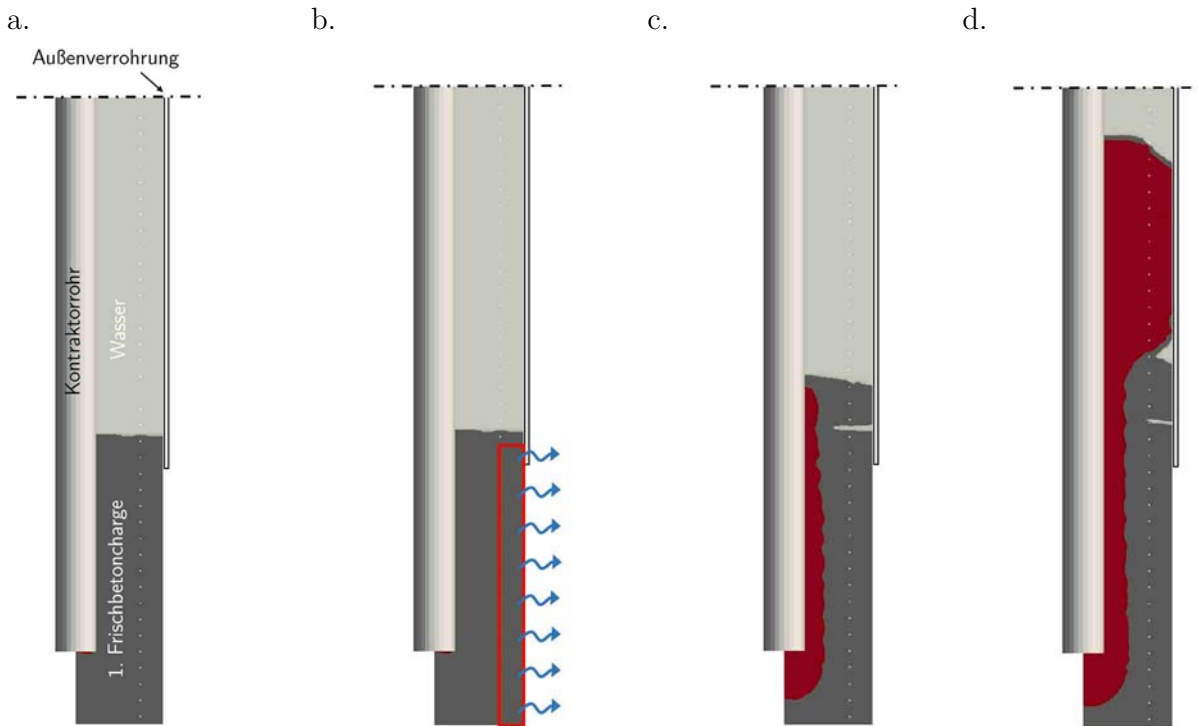 a.
b.
c.
d.
Außenverrohrung
Kontraktorrohr
Wasser
1. Frischbetoncharge